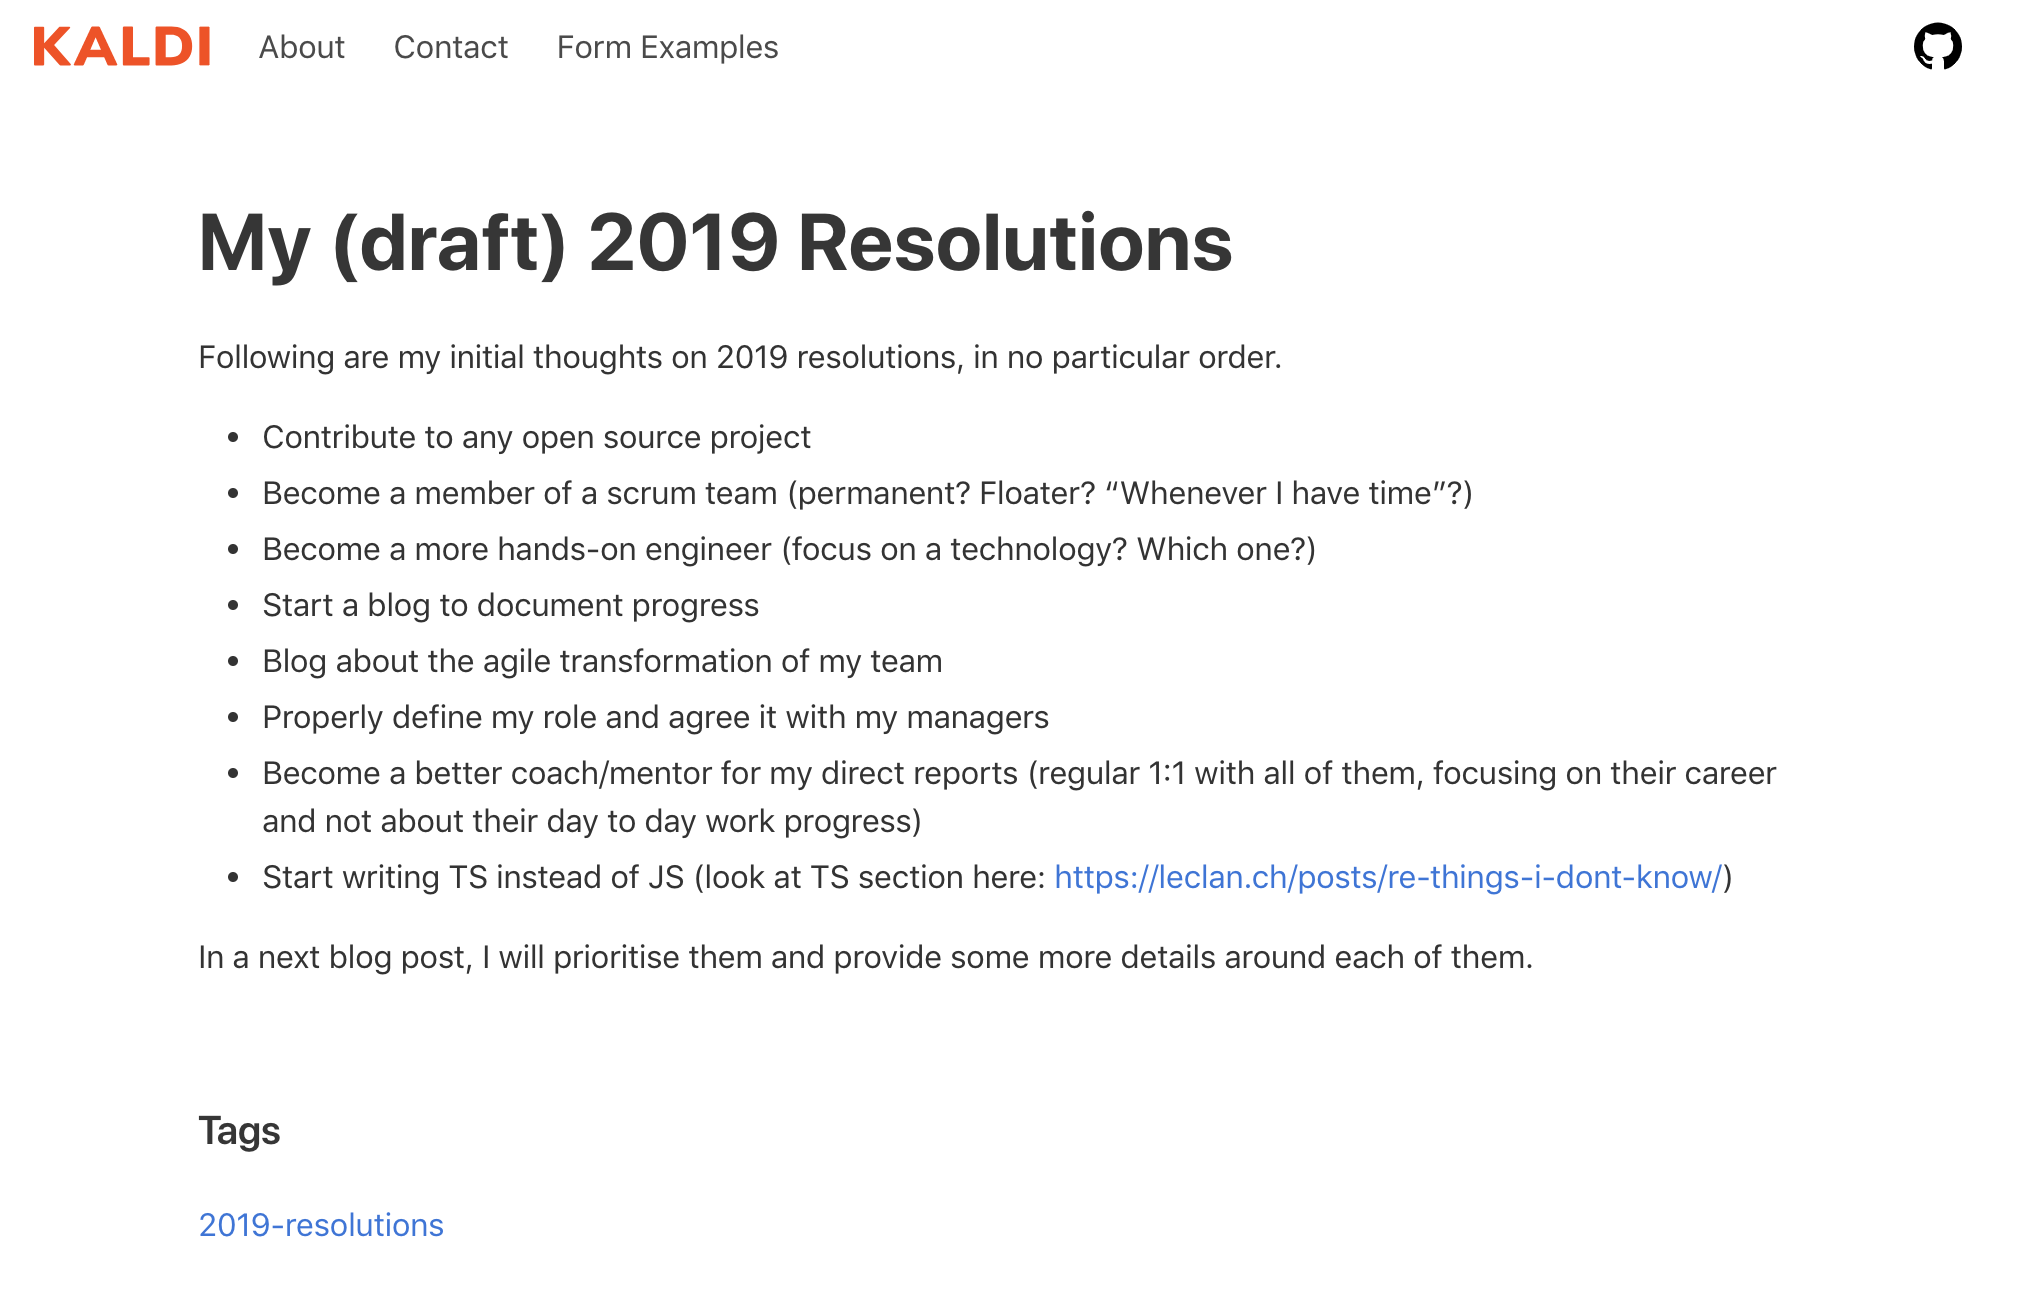 KALDI About Contact Form Examples
My (draft) 2019 Resolutions
Following are my initial thoughts on 2019 resolutions, in no particular order.
• Contribute to any open source project
• Become a member of a scrum team (permanent? Floater? “Whenever I have time”?)
• Become a more hands-on engineer (focus on a technology? Which one?)
• Start a blog to document progress
• Blog about the agile transformation of my team
• Properly define my role and agree it with my managers
• Become a better coach/mentor for my direct reports (regular 1:1 with all of them, focusing on their career
and not about their day to day work progress)
• Start writing TS instead of JS (look at TS section here: https://leclan.ch/posts/re-things-i-dont-know/)
In a next blog post, I will prioritise them and provide some more details around each of them.
Tags
2019-resolutions